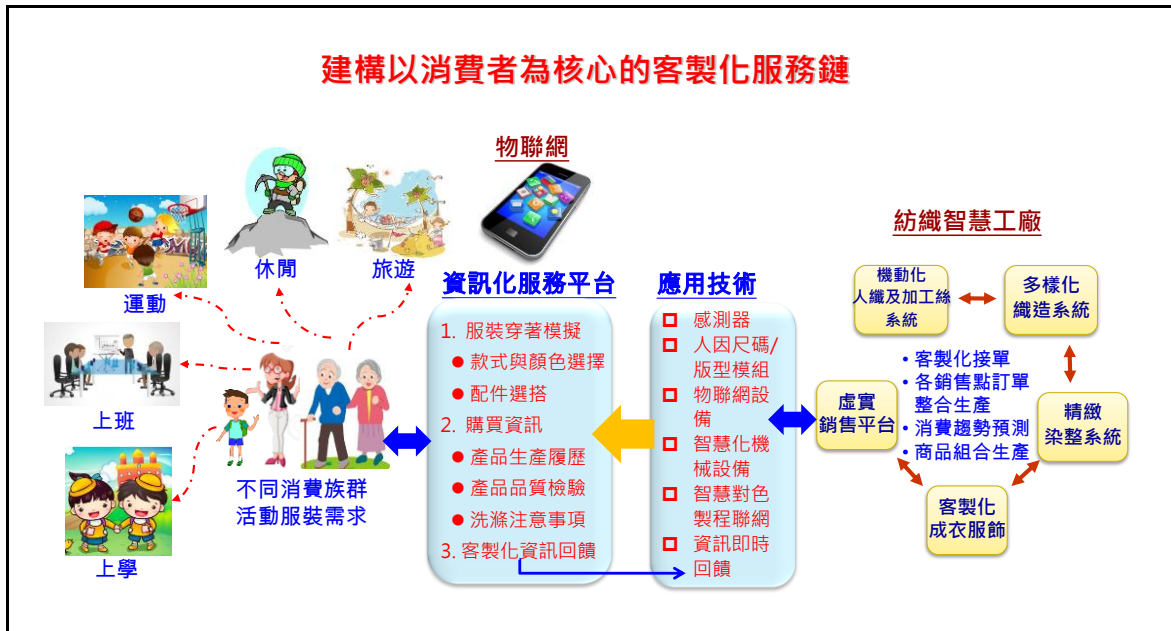 建構以消費者為核心的客製化服務鏈
物聯網
休閒
旅遊
運動
上班
上學
不同消費族群
活動服裝需求
資訊化服務平台
1. 服裝穿著模擬
● 款式與顏色選擇
● 配件選搭
2. 購買資訊
● 產品生產履歷
● 產品品質檢驗
● 洗滌注意事項
3. 客製化資訊回饋
應用技術
感測器
人因尺碼/
版型模組
物聯網設
備
智慧化機
械設備
智慧對色
製程聯網
資訊即時
回饋
紡織智慧工廠
機動化
人纖及加工絲
系統
多樣化
織造系統
• 客製化接單
• 各銷售點訂單
整合生產
• 消費趨勢預測
• 商品組合生產
虛實
銷售平台
精緻
染整系統
客製化
成衣服飾